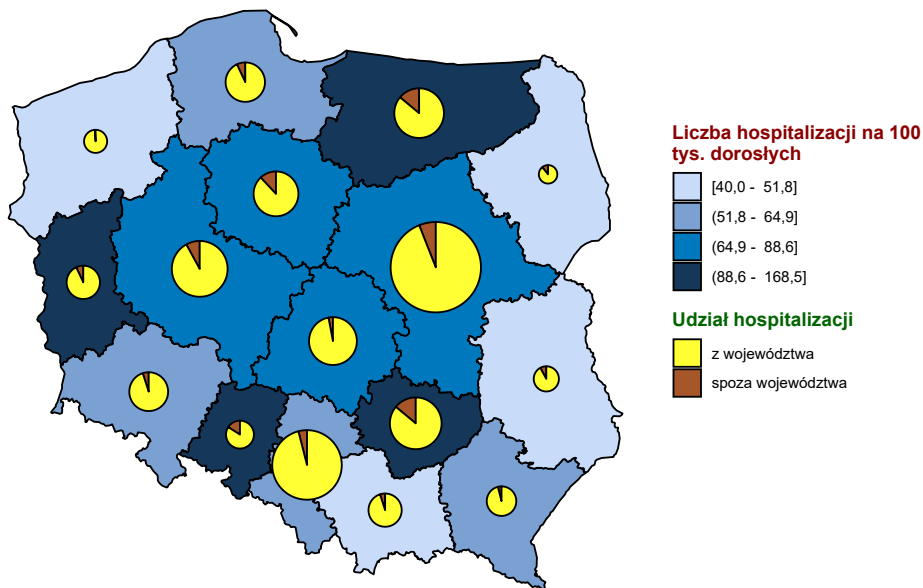 Liczba hospitalizacji na 100
tys. dorosłych
[40,0 - 51,8]
(51,8 - 64,9]
(64,9 - 88,6]
(88,6 - 168,5]
Udział hospitalizacji
z województwa
spoza województwa